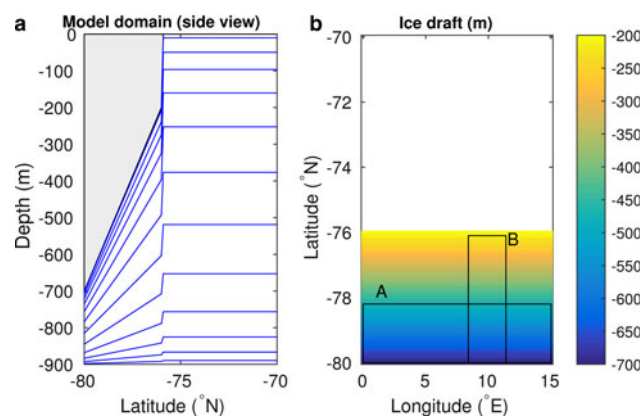 a Model domain (side view)
0
-100
-200
-300
-400
-500
-600
-700
-800
-900
Depth (m)
-80 -75 -70
Latitude (°N)
b Ice draft (m)
-70
-72
-74
-76
-78
-80
Latitude (°N)
A
B
0 5 10 15
Longitude (°E)
-200
-250
-300
-350
-400
-450
-500
-550
-600
-650
-700